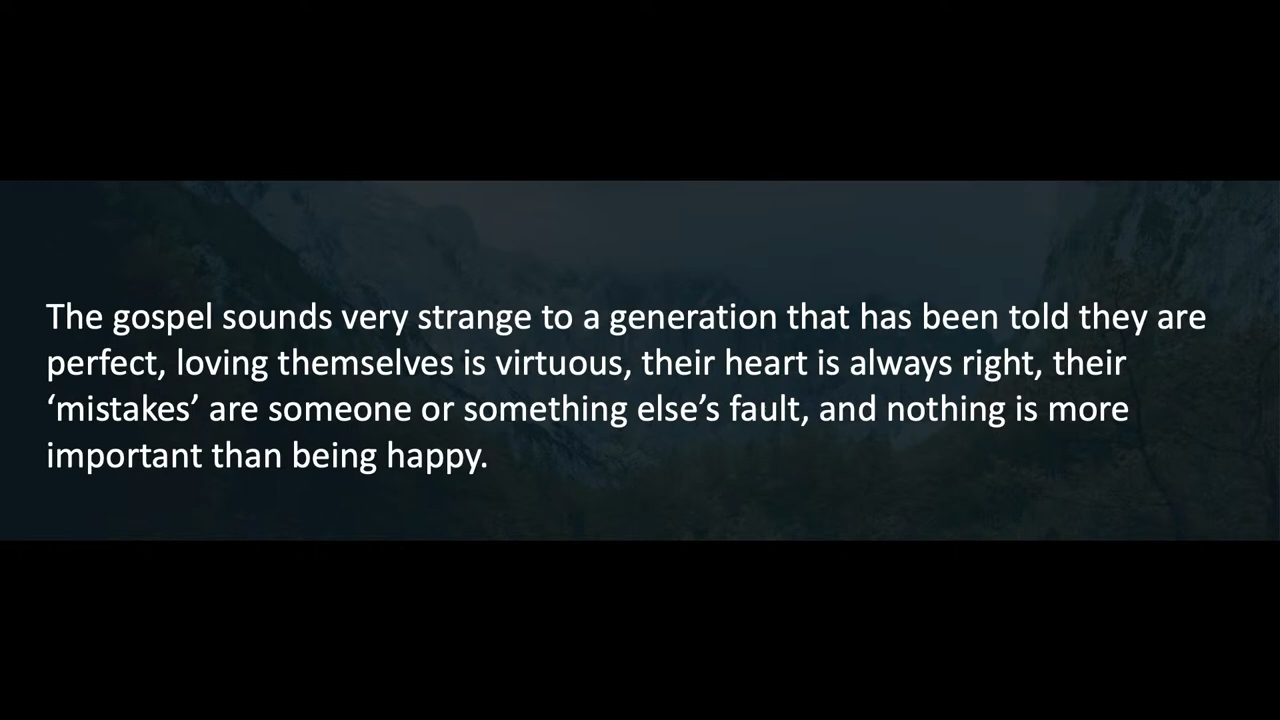 The gospel sounds very strange to a generation that has been told they are
perfect, loving themselves is virtuous, their heart is always right, their
‘mistakes’ are someone or something else’s fault, and nothing is more
important than being happy.